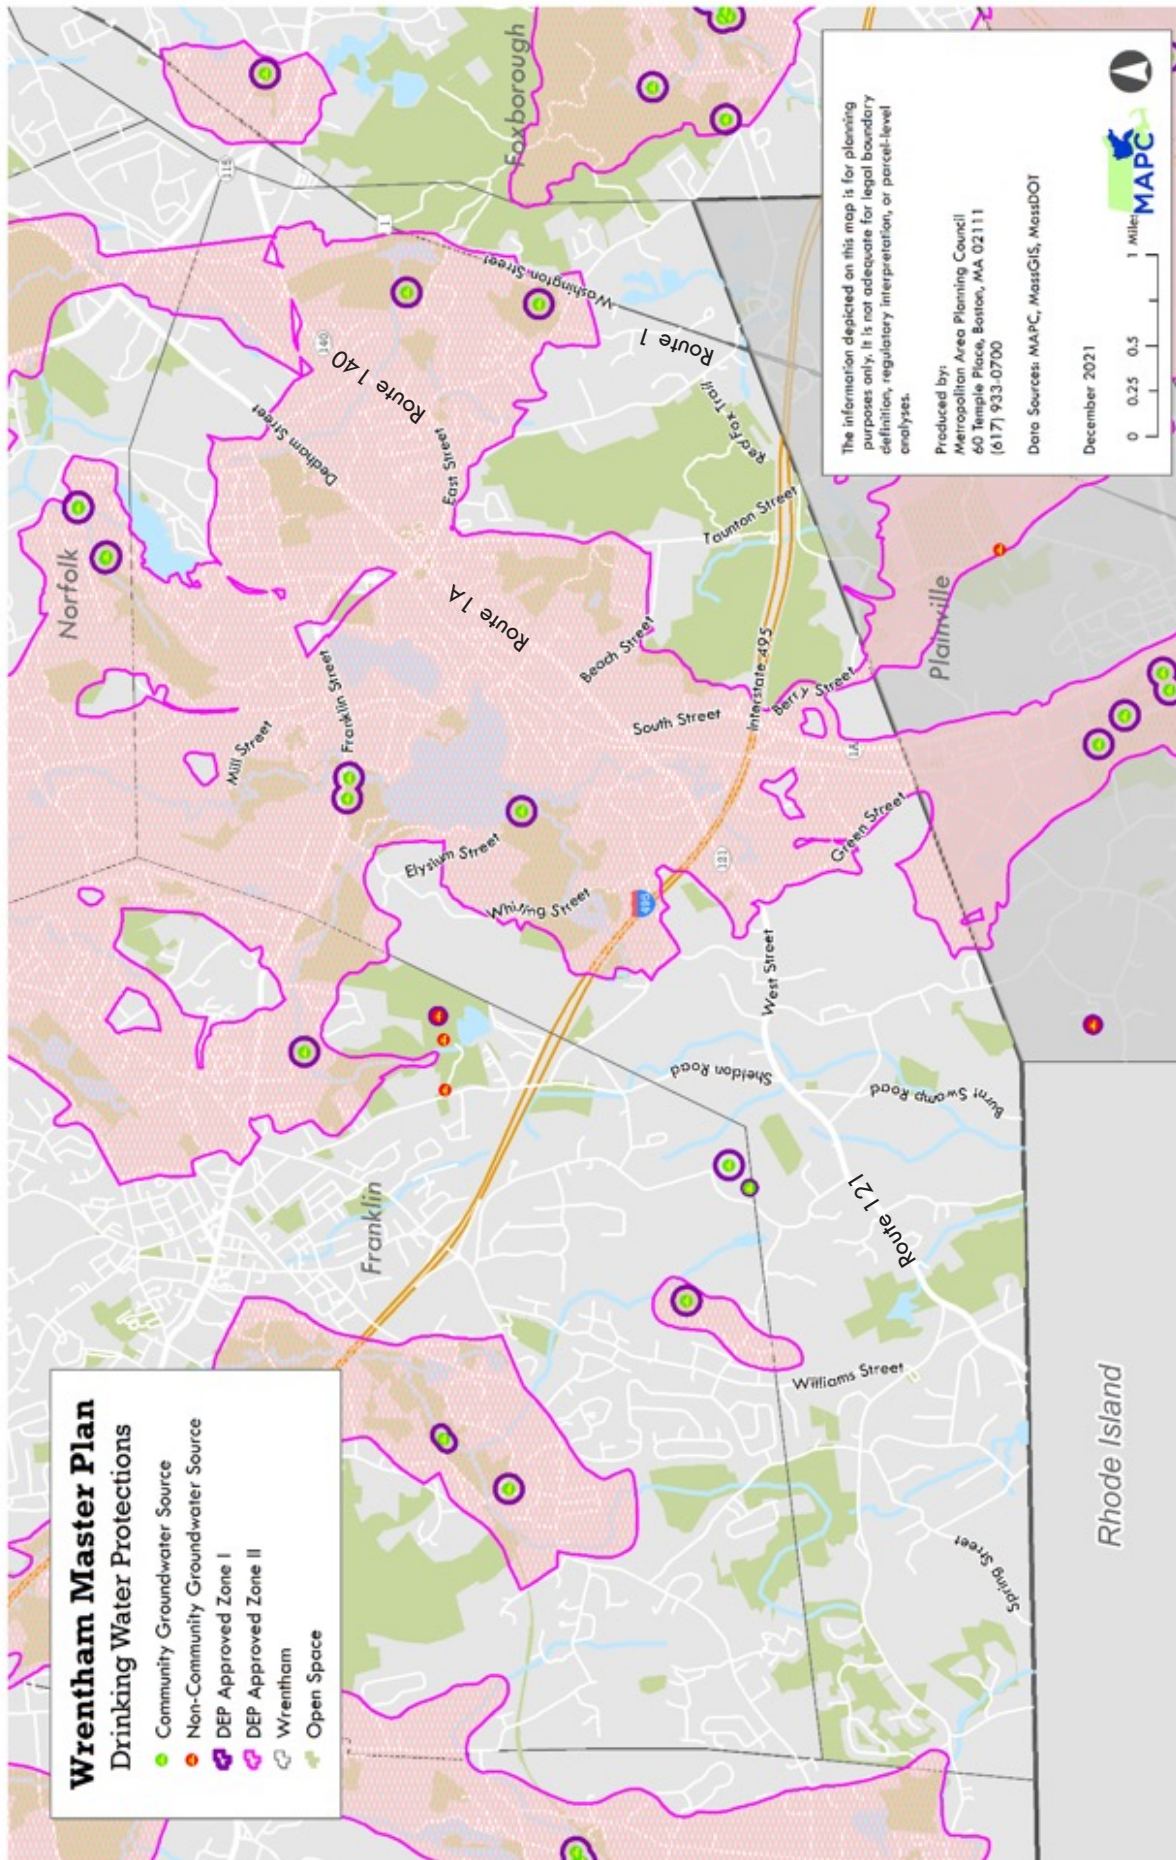 Wrentham Master Plan
Drinking Water Protections
Community Groundwater Source
Non-Community Groundwater Source
DEP Approved Zone I
DEP Approved Zone II
Wrentham
Open Space
Norfolk
Foxborough
Franklin
Plainville
Rhode Island
115
1
140
Route 140
Washington Street
Dedham Street
East Street
Route 1
Red Fox Trail
Taunton Street
Route 1A
Franklin Street
Mill Street
Beach Street
South Street
Interstate 495
Berry Street
1A
Elysium Street
Whiting Street
495
121
Green Street
West Street
Sheldon Road
Burnt Swamp Road
Route 121
Williams Street
Spring Street
The information depicted on this map is for planning
purposes only. It is not adequate for legal boundary
definition, regulatory interpretation, or parcel-level
analyses.
Produced by:
Metropolitan Area Planning Council
60 Temple Place, Boston, MA 02111
(617) 933-0700
Data Sources: MAPC, MassGIS, MassDOT
December 2021
0 0.25 0.5 1 Miles
MAPC